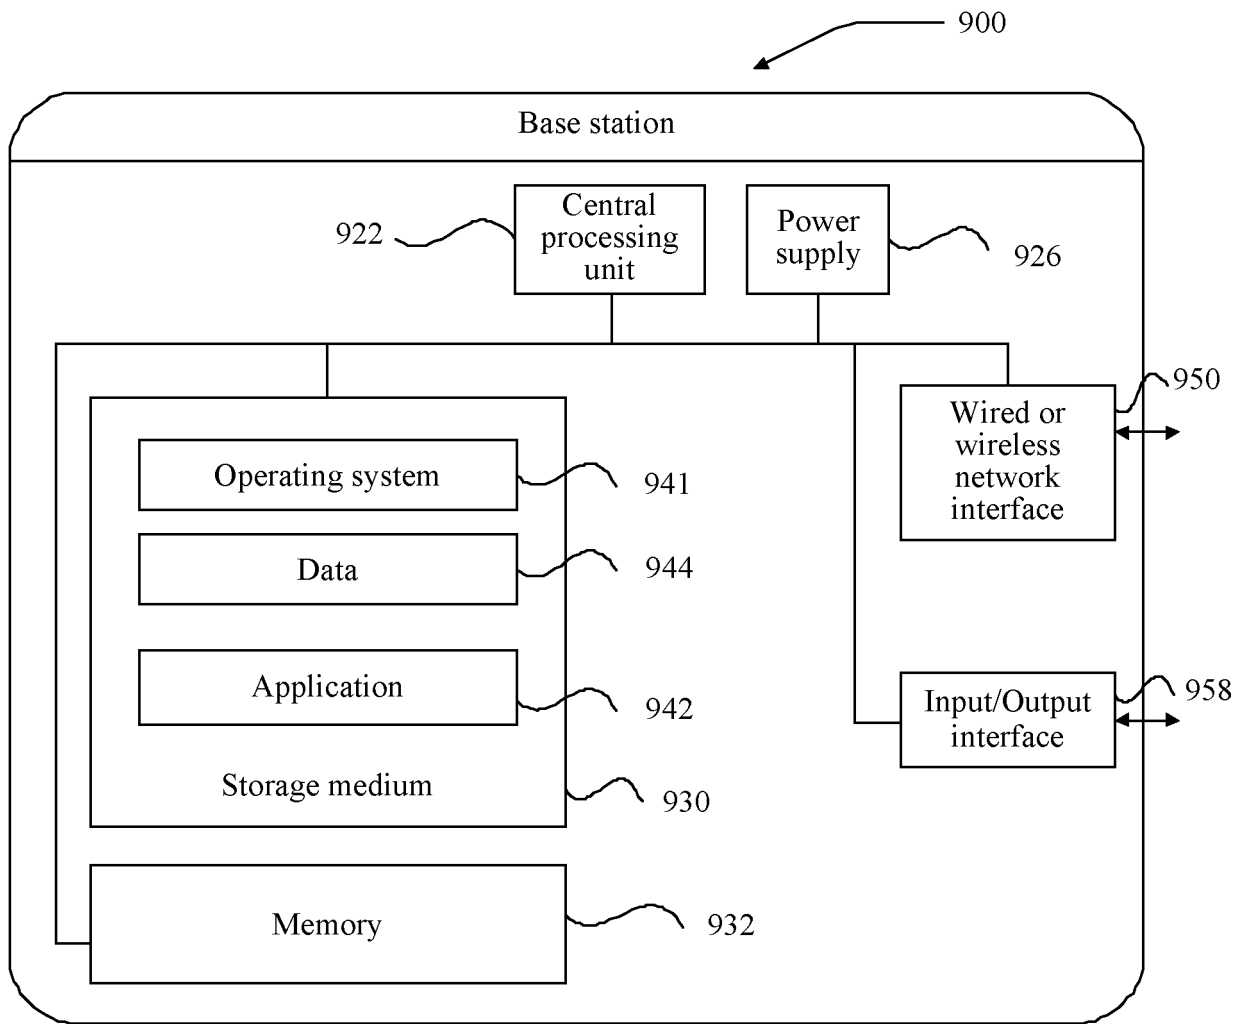 900
Base station
922
Central
processing
unit
Power
supply
926
950
Wired or
wireless
network
interface
Operating system
941
Data
944
Application
942
958
Input/Output
interface
Storage medium
930
Memory
932